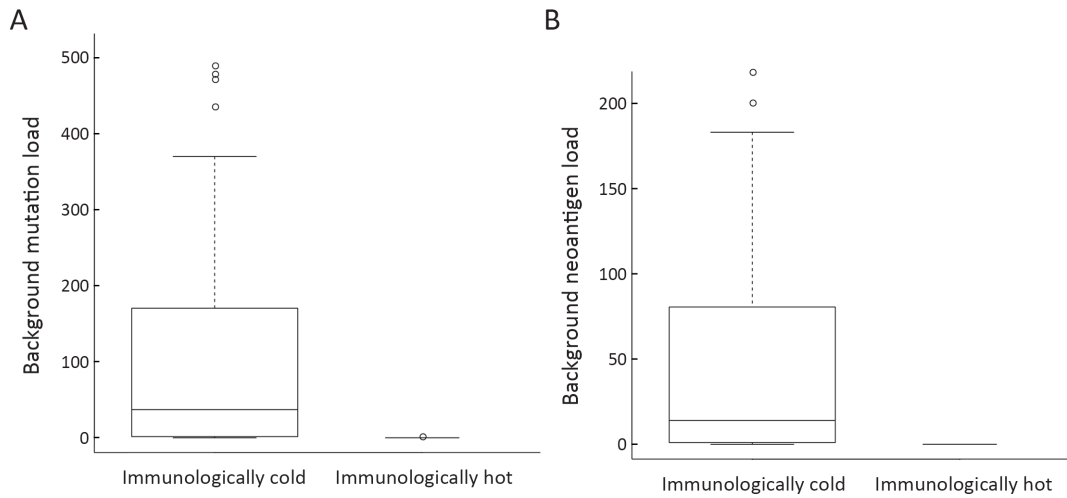 A
Background mutation load
500
400
300
200
100
0
Immunologically cold
Immunologically hot
B
Background neoantigen load
200
150
100
50
0
Immunologically cold
Immunologically hot